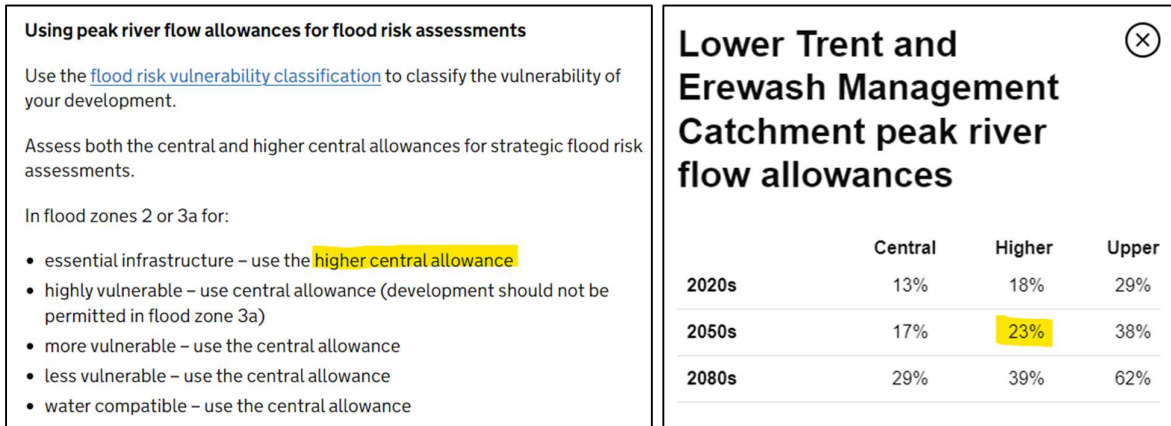 Using peak river flow allowances for flood risk assessments
Use the flood risk vulnerability classification to classify the vulnerability of
your development.
Assess both the central and higher central allowances for strategic flood risk
assessments.
In flood zones 2 or 3a for:
• essential infrastructure – use the higher central allowance
• highly vulnerable – use central allowance (development should not be
permitted in flood zone 3a)
• more vulnerable – use the central allowance
• less vulnerable – use the central allowance
• water compatible – use the central allowance
Lower Trent and
Erewash Management
Catchment peak river
flow allowances
Central Higher Upper
2020s 13% 18% 29%
2050s 17% 23% 38%
2080s 29% 39% 62%